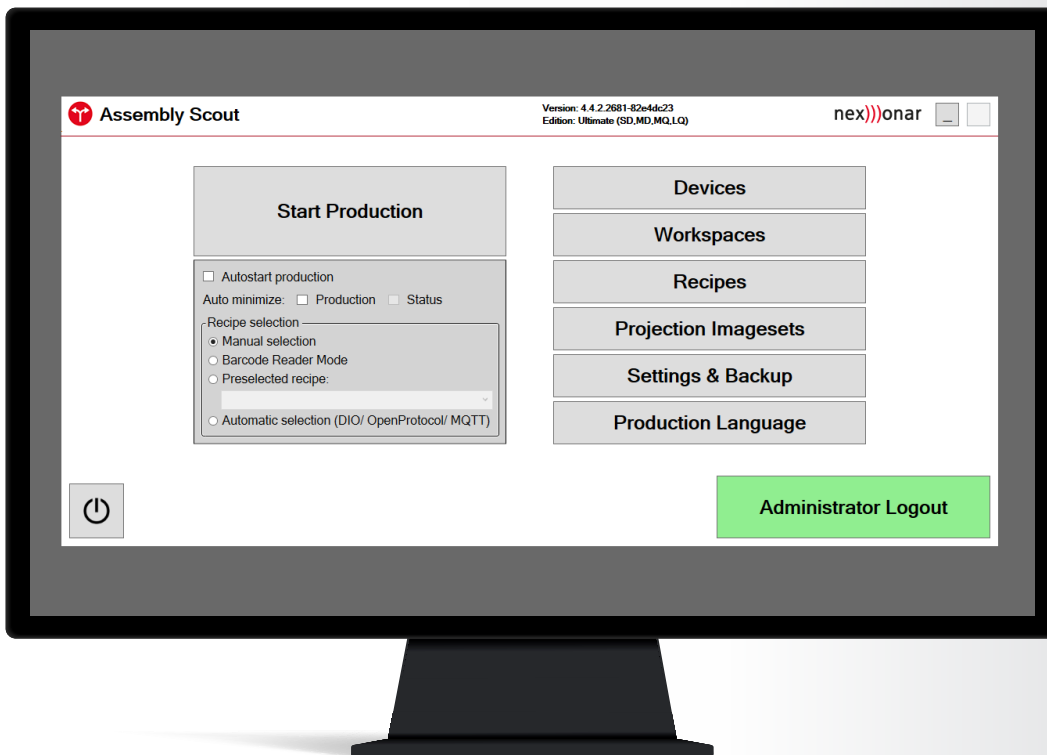 Assembly Scout
Version: 4.4.2.2681-82e4dc23
Edition: Ultimate (SD,MD,MQ,LQ)
nex)))onar
_
Start Production
Autostart production
Auto minimize: Production Status
Recipe selection
Manual selection
Barcode Reader Mode
Preselected recipe:
Automatic selection (DIO/ OpenProtocol/ MQTT)
Devices
Workspaces
Recipes
Projection Imagesets
Settings & Backup
Production Language
Administrator Logout